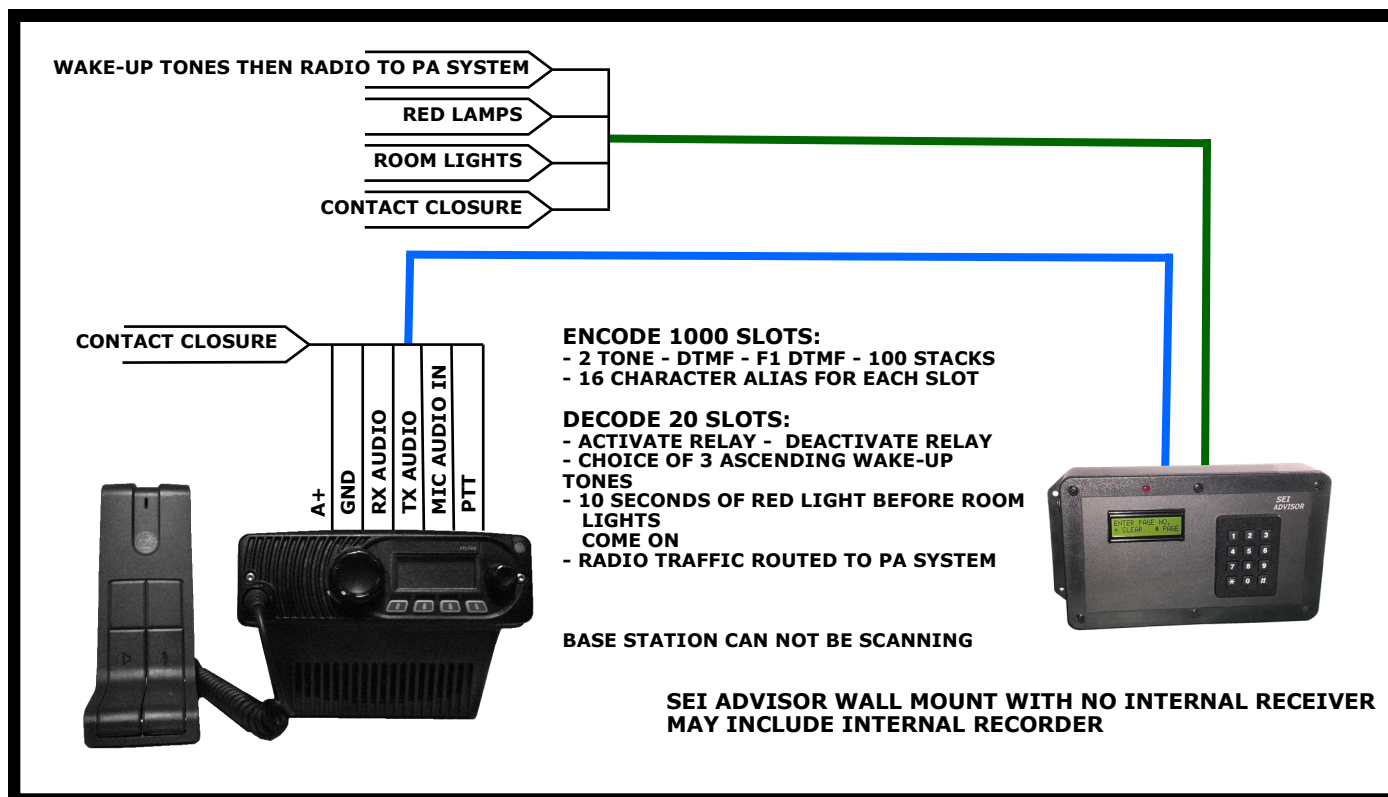 WAKE-UP TONES THEN RADIO TO PA SYSTEM
RED LAMPS
ROOM LIGHTS
CONTACT CLOSURE
CONTACT CLOSURE
A+
GND
RX AUDIO
TX AUDIO
MIC AUDIO IN
PTT
ENCODE 1000 SLOTS:
- 2 TONE - DTMF - F1 DTMF - 100 STACKS
- 16 CHARACTER ALIAS FOR EACH SLOT
DECODE 20 SLOTS:
- ACTIVATE RELAY - DEACTIVATE RELAY
- CHOICE OF 3 ASCENDING WAKE-UP
TONES
- 10 SECONDS OF RED LIGHT BEFORE ROOM
LIGHTS
COME ON
- RADIO TRAFFIC ROUTED TO PA SYSTEM
BASE STATION CAN NOT BE SCANNING
SEI
ADVISOR
ENTER PAGE NO.
* CLEAR # PAGE
1 2 3
4 5 6
7 8 9
* 0 #
SEI ADVISOR WALL MOUNT WITH NO INTERNAL RECEIVER
MAY INCLUDE INTERNAL RECORDER